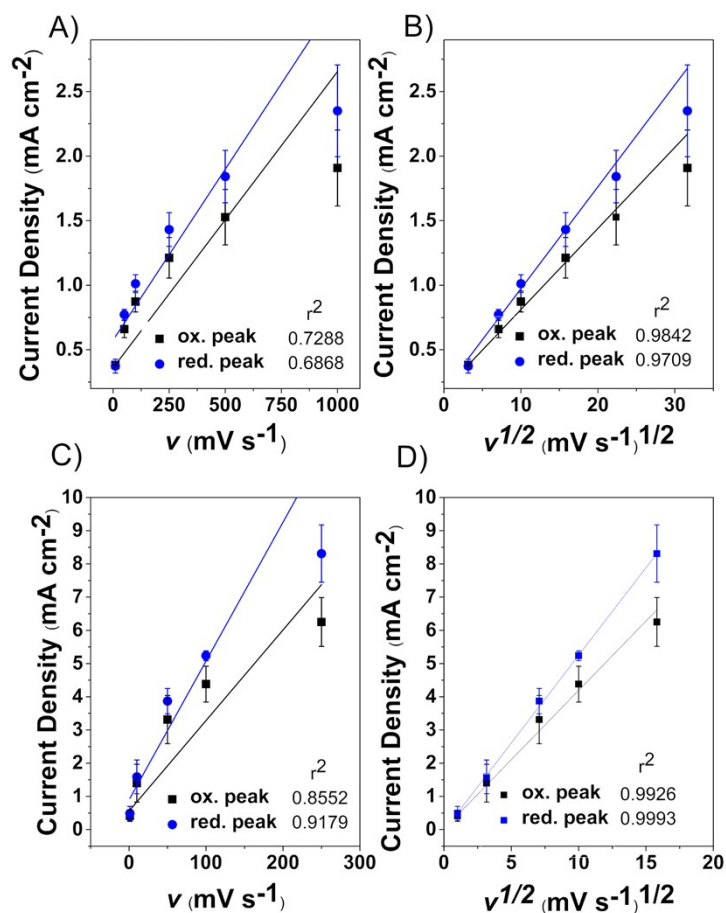 A)
Current Density (mA cm-2)
2.5
2.0
1.5
1.0
0.5
r2
ox. peak 0.7288
red. peak 0.6868
0 250 500 750 1000
v (mV s-1)
B)
Current Density (mA cm-2)
2.5
2.0
1.5
1.0
0.5
r2
ox. peak 0.9842
red. peak 0.9709
0 10 20 30
v1/2 (mV s-1)1/2
C)
Current Density (mA cm-2)
10
9
8
7
6
5
4
3
2
1
0
r2
ox. peak 0.8552
red. peak 0.9179
0 100 200 300
v (mV s-1)
D)
Current Density (mA cm-2)
10
9
8
7
6
5
4
3
2
1
0
r2
ox. peak 0.9926
red. peak 0.9993
0 5 10 15 20
v1/2 (mV s-1)1/2